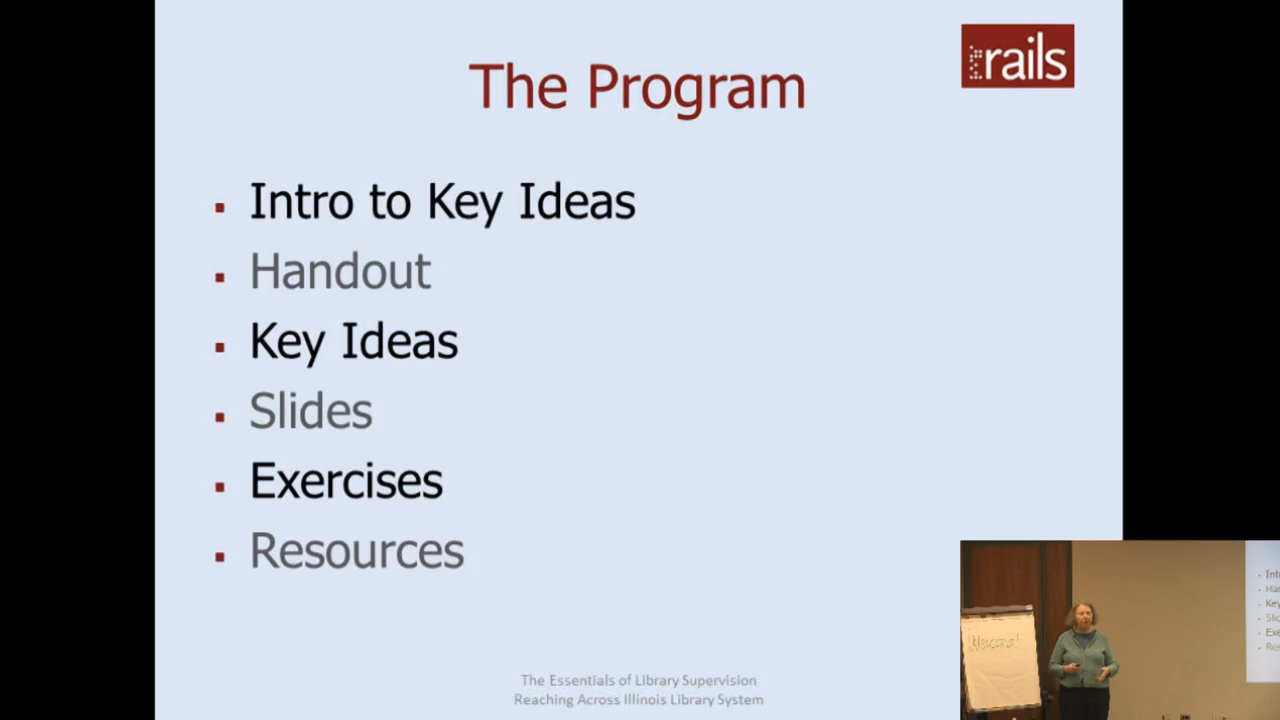 The Program
rails
Intro to Key Ideas
Handout
Key Ideas
Slides
Exercises
Resources
The Essentials of Library Supervision
Reaching Across Illinois Library System
Welcome!